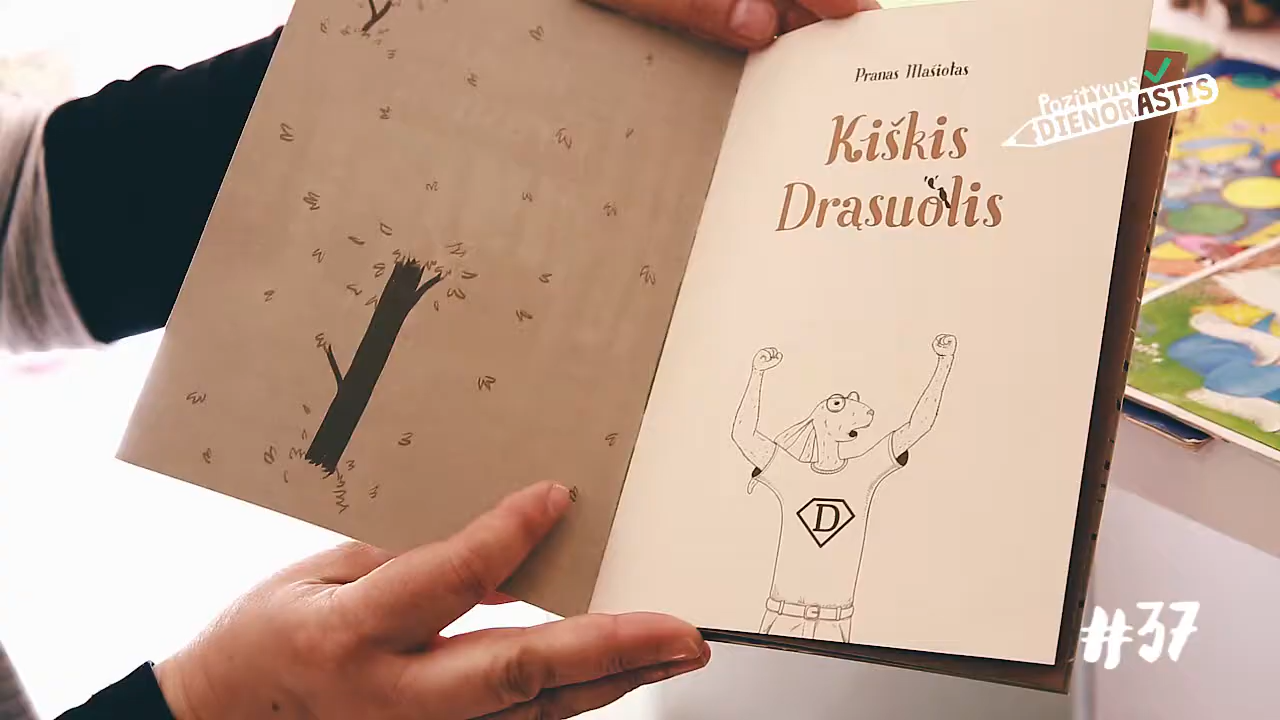 Pranas Mašiotas
Kiškis
Drąsuolis
D
PozitYvus
DIENORAŠTIS
#37